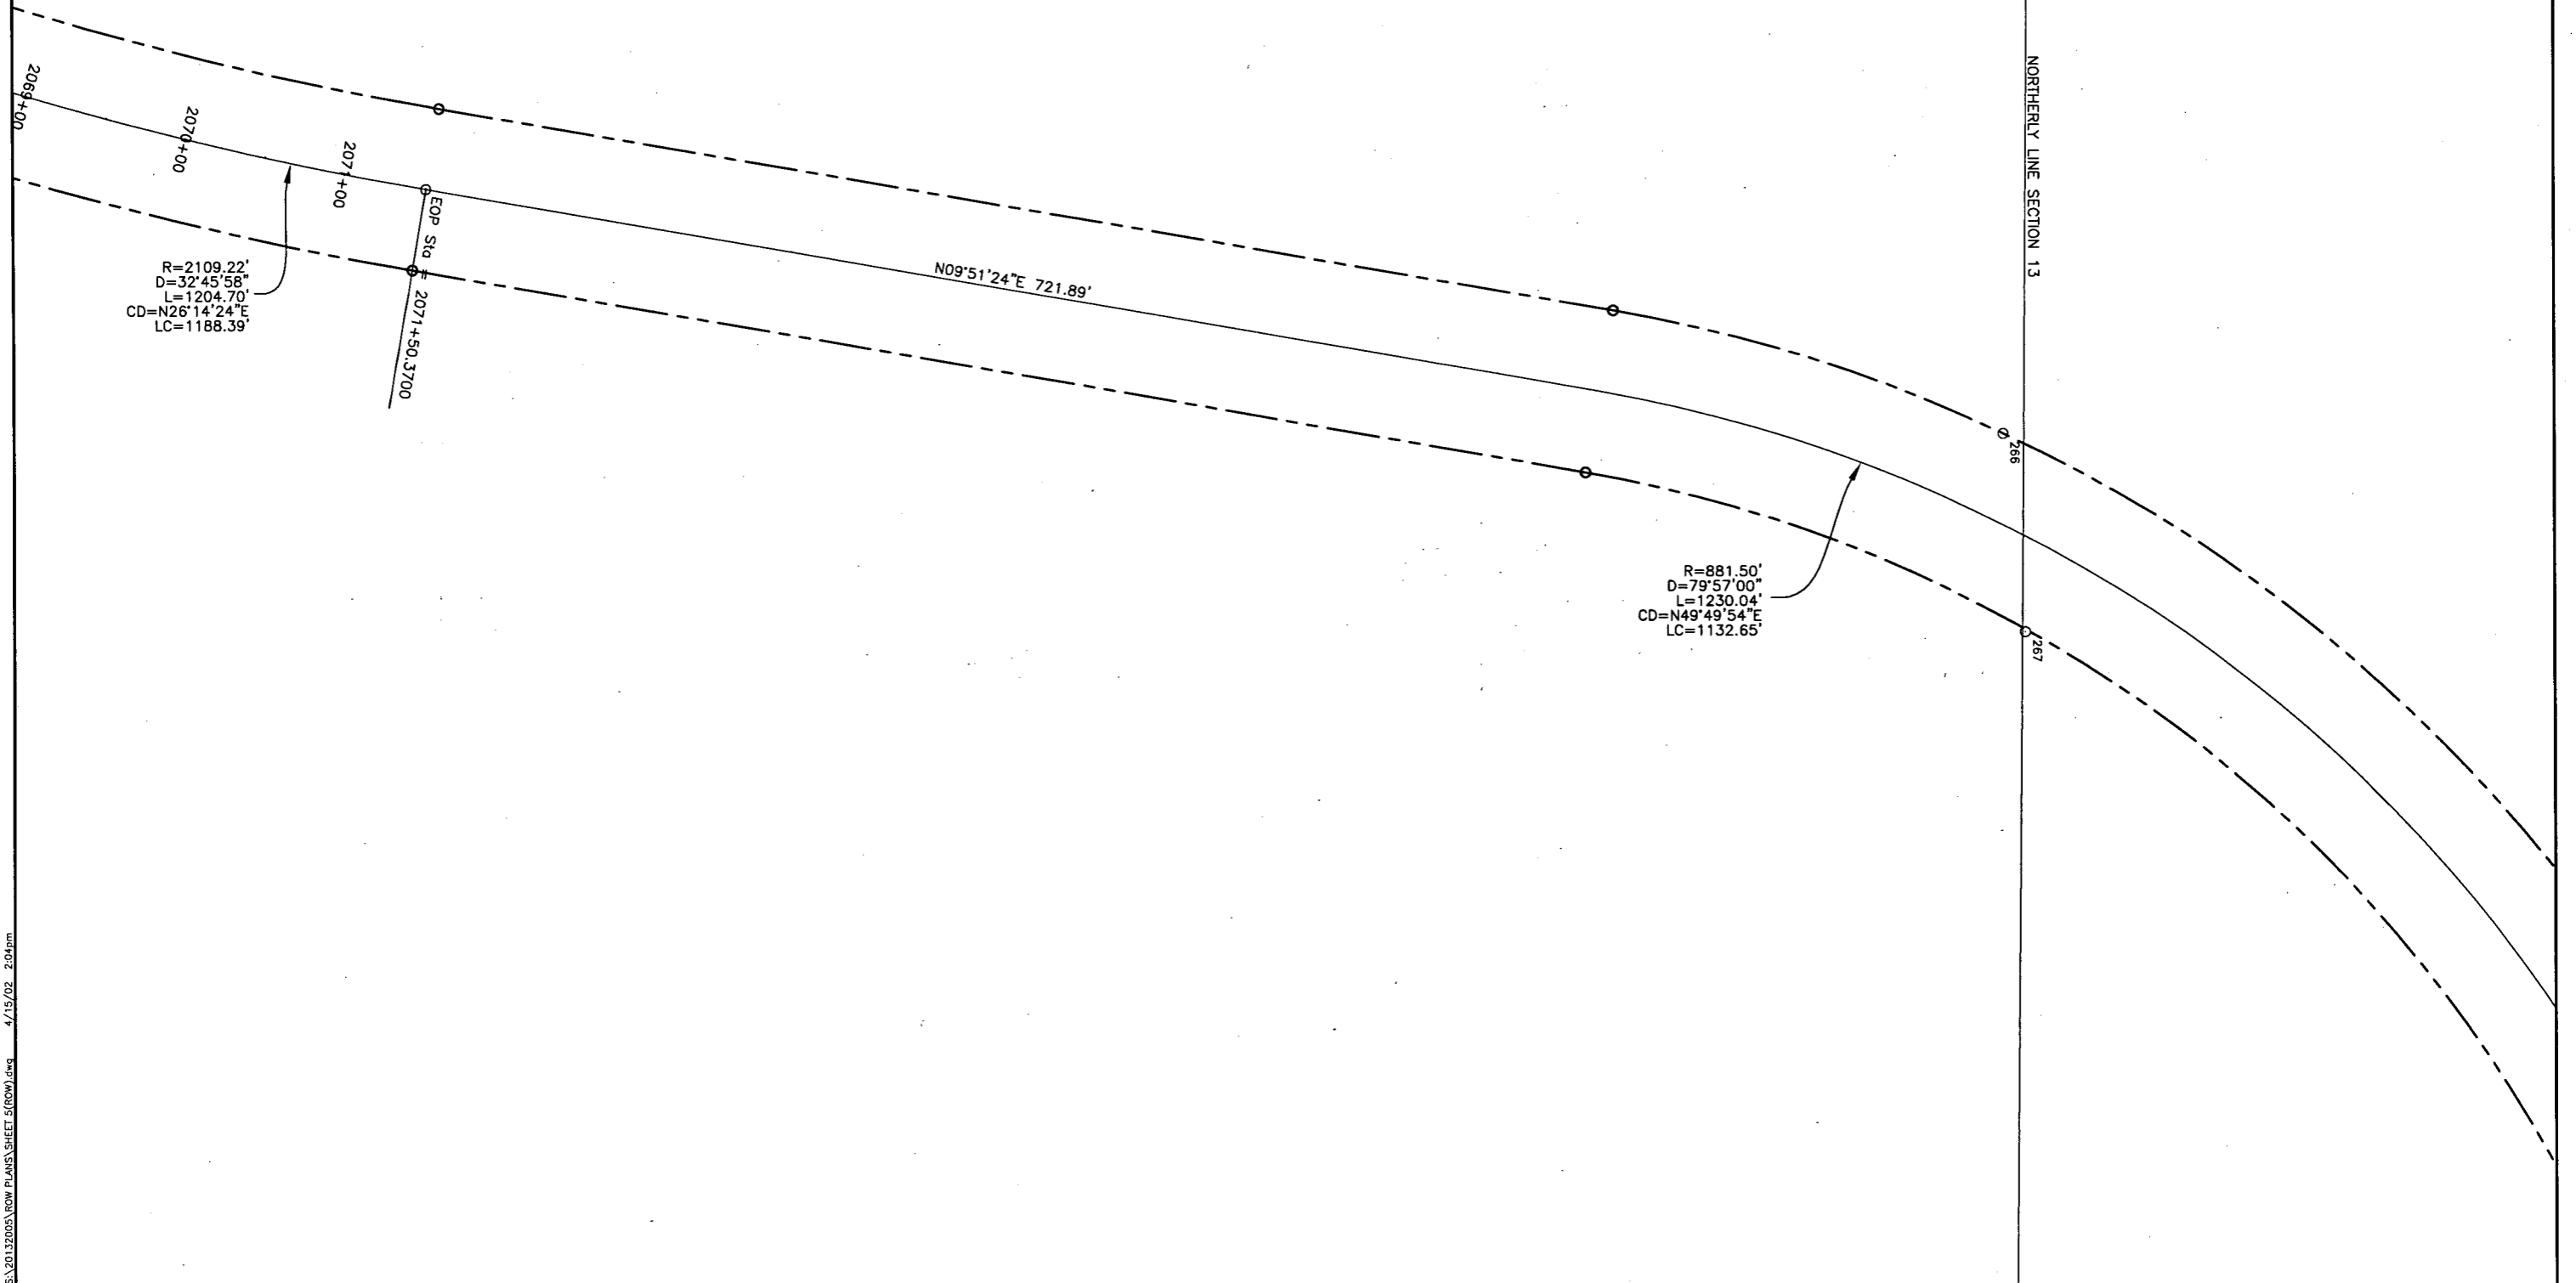 2069+00
2070+00
2071+00
EOP Sta = 2071+50.3700
R=2109.22'
D=32°45'58"
L=1204.70'
CD=N26°14'24"E
LC=1188.39'
N09°51'24"E 721.89'
R=881.50'
D=79°57'00"
L=1230.04'
CD=N49°49'54"E
LC=1132.65'
NORTHERLY LINE SECTION 13
266
267
S:\20132005\ROW PLANS\SHEET 5(ROW).dwg 4/15/02 2:04pm